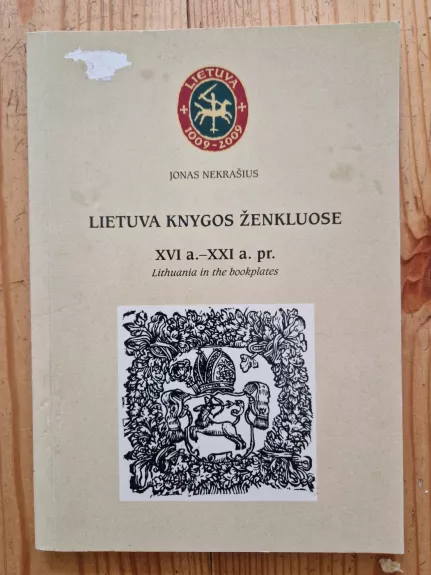 LIETUVA
1009-2009
JONAS NEKRAŠIUS
LIETUVA KNYGOS ŽENKLUOSE
XVI a.–XXI a. pr.
Lithuania in the bookplates